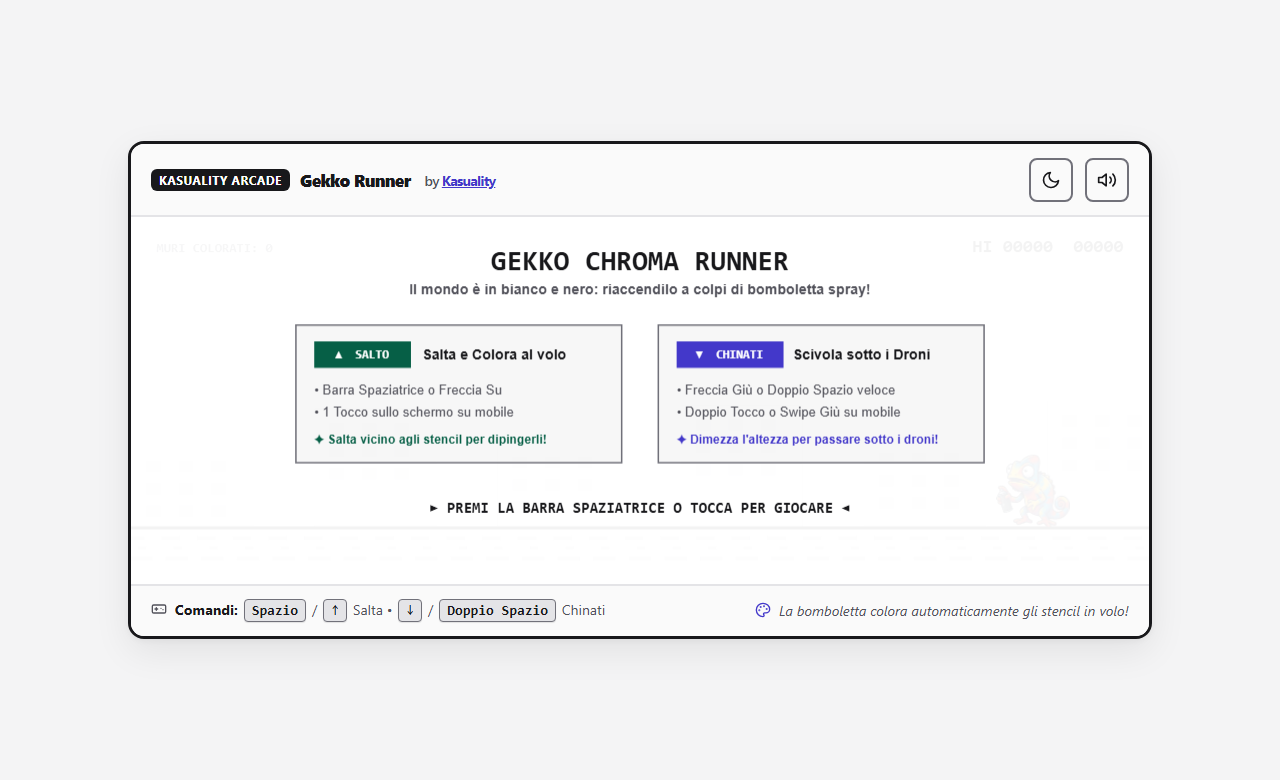 KASUALITY ARCADE Gekko Runner by Kasuality
MURI COLORATI: 0
HI 00000 00000
GEKKO CHROMA RUNNER
Il mondo è in bianco e nero: riaccendilo a colpi di bomboletta spray!
▲ SALTO Salta e Colora al volo
• Barra Spaziatrice o Freccia Su
• 1 Tocco sullo schermo su mobile
✦ Salta vicino agli stencil per dipingerli!
▼ CHINATI Scivola sotto i Droni
• Freccia Giù o Doppio Spazio veloce
• Doppio Tocco o Swipe Giù su mobile
✦ Dimezza l'altezza per passare sotto i droni!
► PREMI LA BARRA SPAZIATRICE O TOCCA PER GIOCARE ◄
Comandi: Spazio / ↑ Salta • ↓ / Doppio Spazio Chinati
La bomboletta colora automaticamente gli stencil in volo!